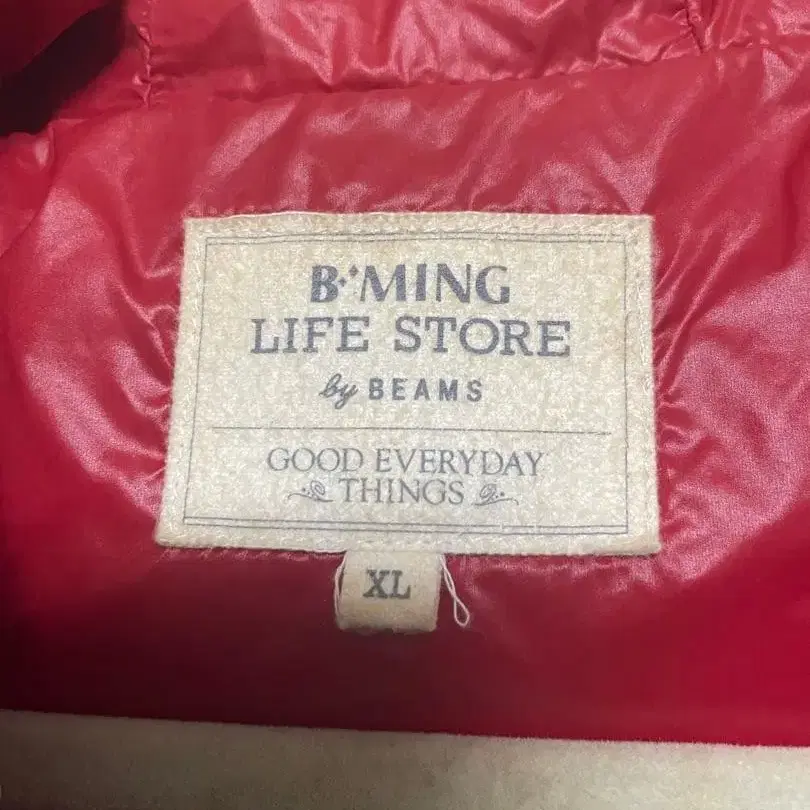 B·:MING
LIFE STORE
by BEAMS
GOOD EVERYDAY
THINGS
XL